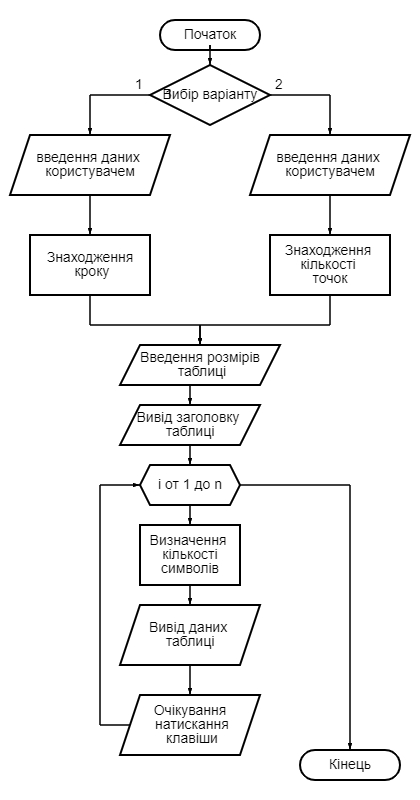 Початок
1
2
Вибір варіанту
введення даних
користувачем
введення даних
користувачем
Знаходження
кроку
Знаходження
кількості
точок
Введення розмірів
таблиці
Вивід заголовку
таблиці
і от 1 до n
Визначення
кількості
символів
Вивід даних
таблиці
Очікування
натискання
клавіши
Кінець